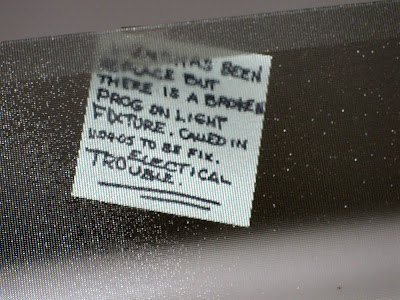 HAS BEEN
REPLACE BUT
THERE IS A BROKEN
PROG ON LIGHT
FIXTURE. CALLED IN
11.09.05 TO BE FIX.
ELECTICAL
TROUBLE.